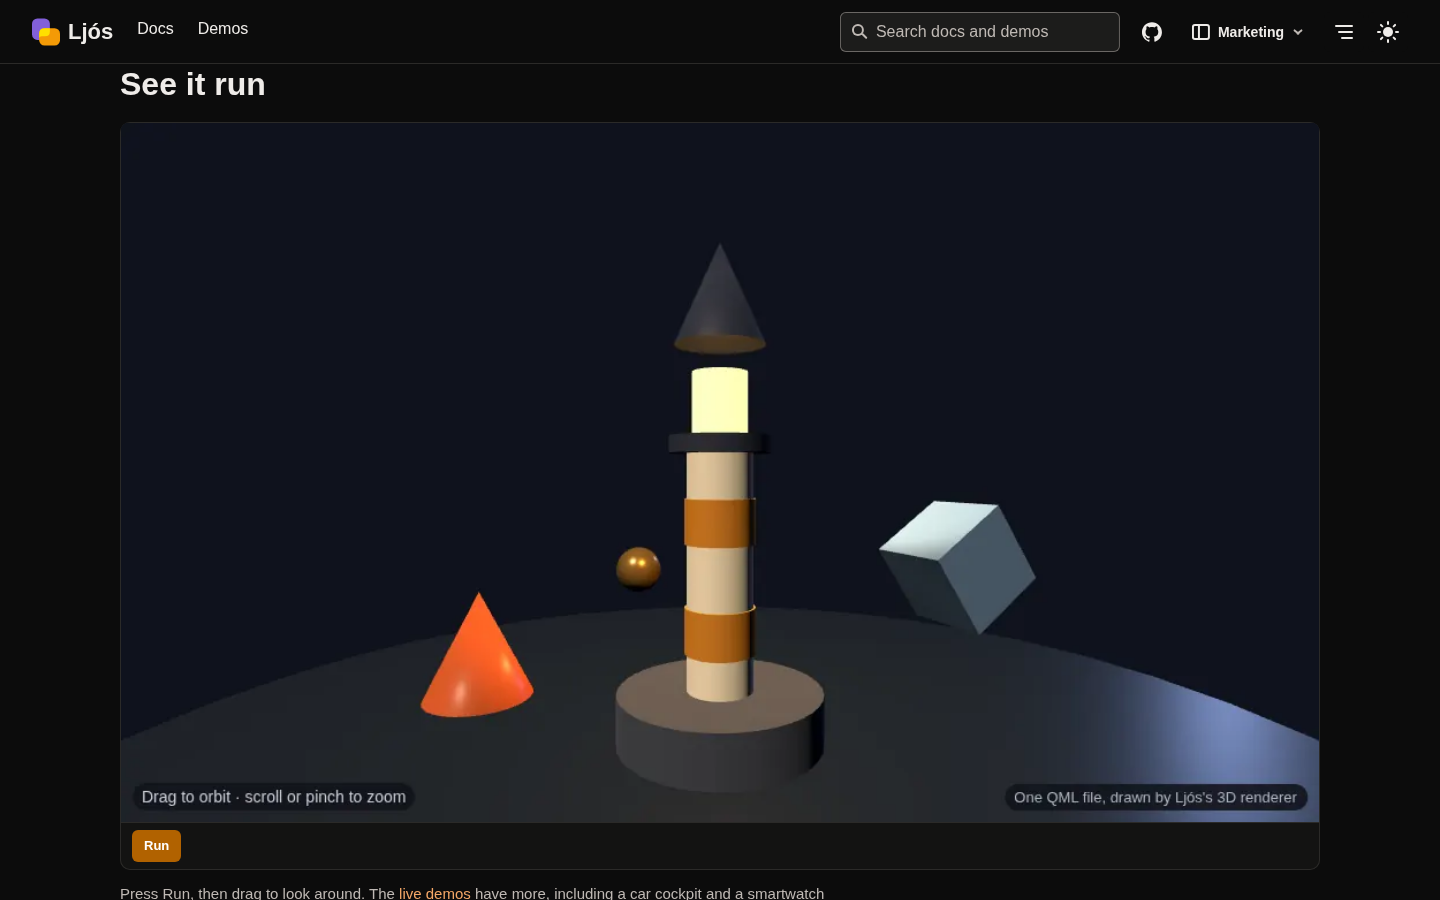 Ljós
Docs
Demos
Search docs and demos
Marketing
See it run
Drag to orbit · scroll or pinch to zoom
One QML file, drawn by Ljós's 3D renderer
Run
Press Run, then drag to look around. The live demos have more, including a car cockpit and a smartwatch